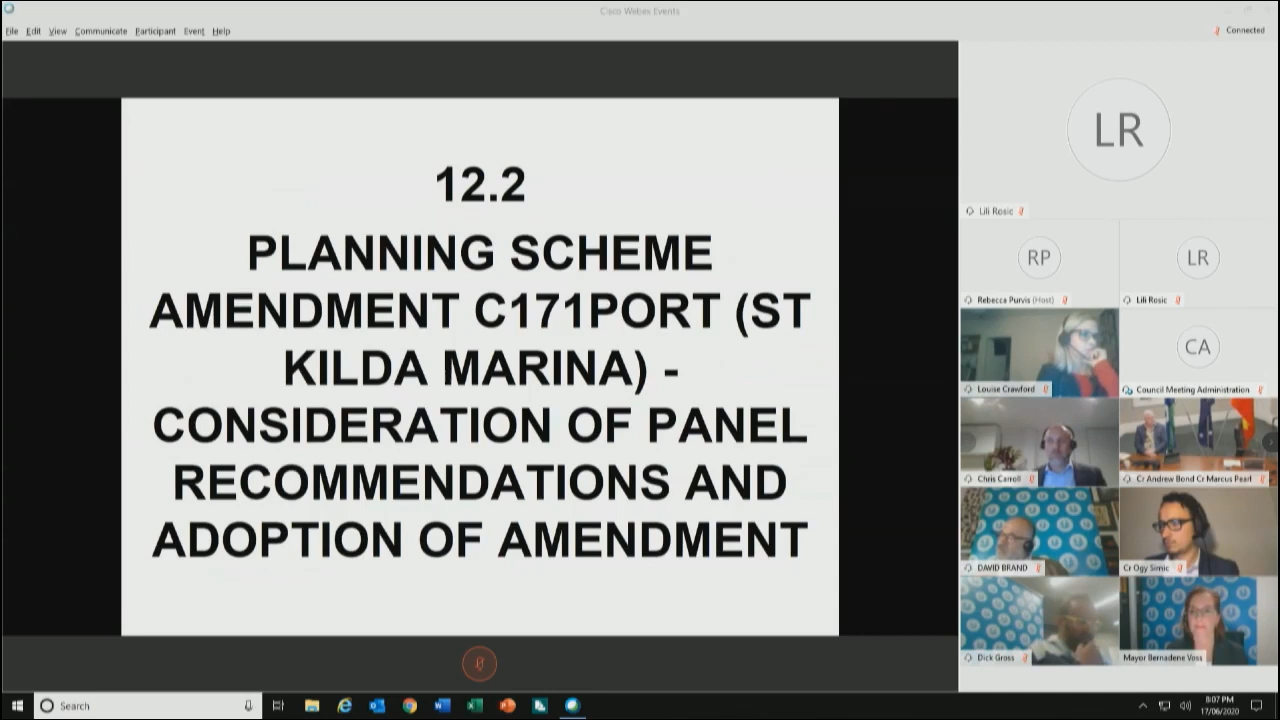 Cisco Webex Events
File Edit View Communicate Participant Event Help
Connected
12.2
PLANNING SCHEME
AMENDMENT C171PORT (ST
KILDA MARINA) -
CONSIDERATION OF PANEL
RECOMMENDATIONS AND
ADOPTION OF AMENDMENT
LR
Lili Rosic
RP
LR
Rebecca Purvis (Host)
Lili Rosic
CA
Louise Crawford
Council Meeting Administration
Chris Carroll
Cr Andrew Bond Cr Marcus Pearl
DAVID BRAND
Cr Ogy Simic
Dick Gross
Mayor Bernadene Voss
Search
8:07 PM
17/06/2020